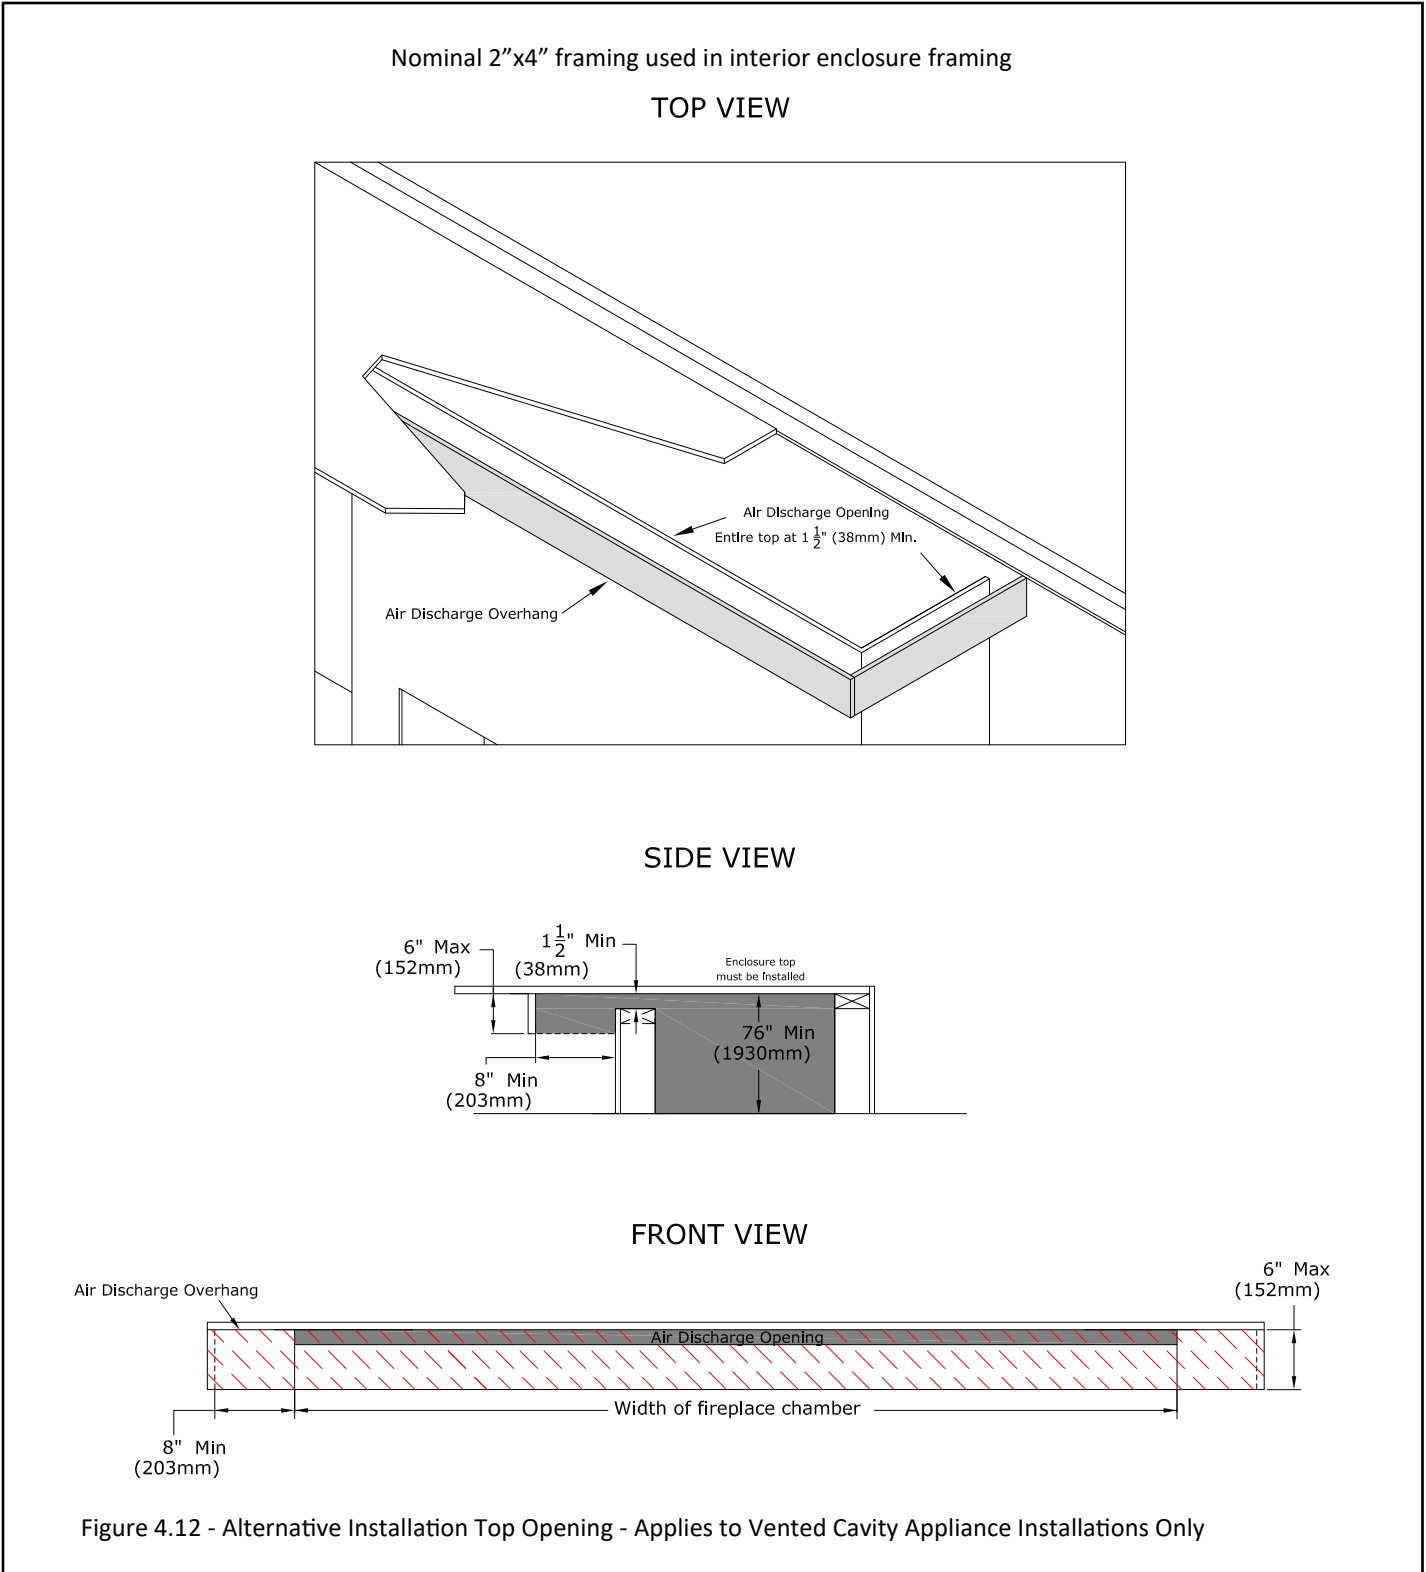 Nominal 2”x4” framing used in interior enclosure framing
TOP VIEW
Air Discharge Opening
Entire top at 1 1/2" (38mm) Min.
Air Discharge Overhang
SIDE VIEW
6" Max
(152mm)
1 1/2" Min
(38mm)
Enclosure top
must be installed
76" Min
(1930mm)
8" Min
(203mm)
FRONT VIEW
Air Discharge Overhang
6" Max
(152mm)
Air Discharge Opening
Width of fireplace chamber
8" Min
(203mm)
Figure 4.12 - Alternative Installation Top Opening - Applies to Vented Cavity Appliance Installations Only